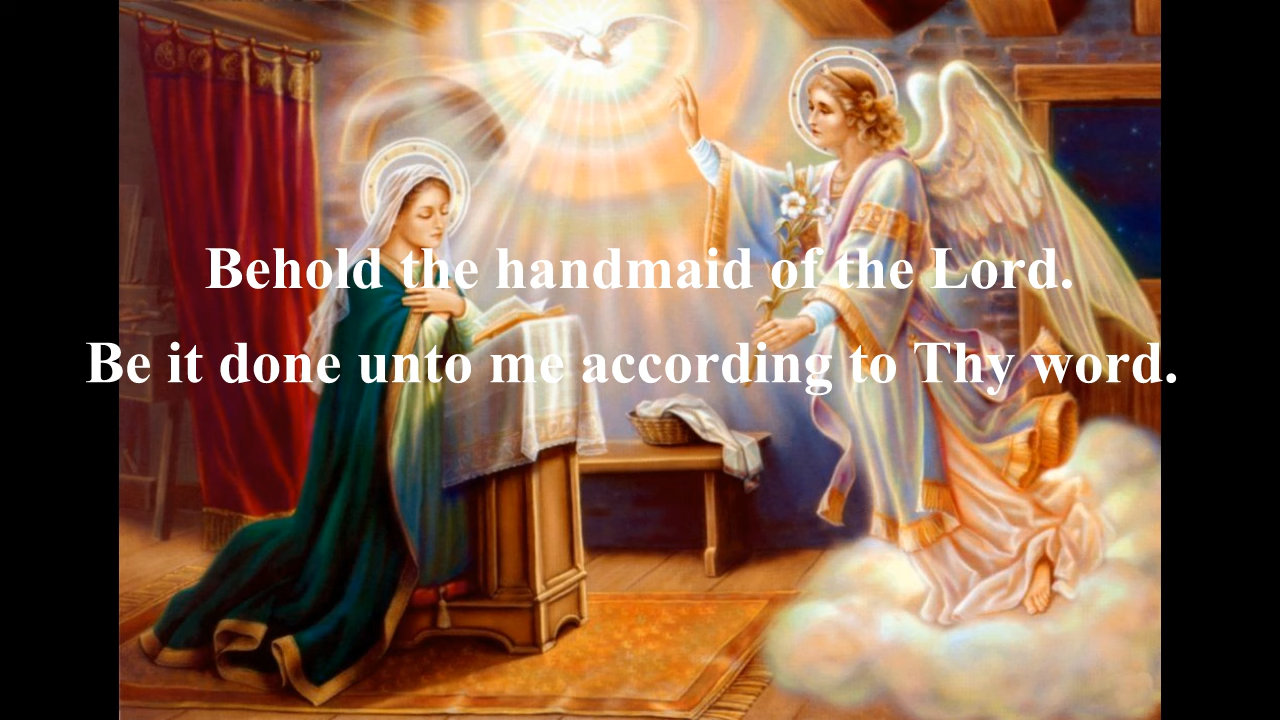 Behold the handmaid of the Lord.
Be it done unto me according to Thy word.